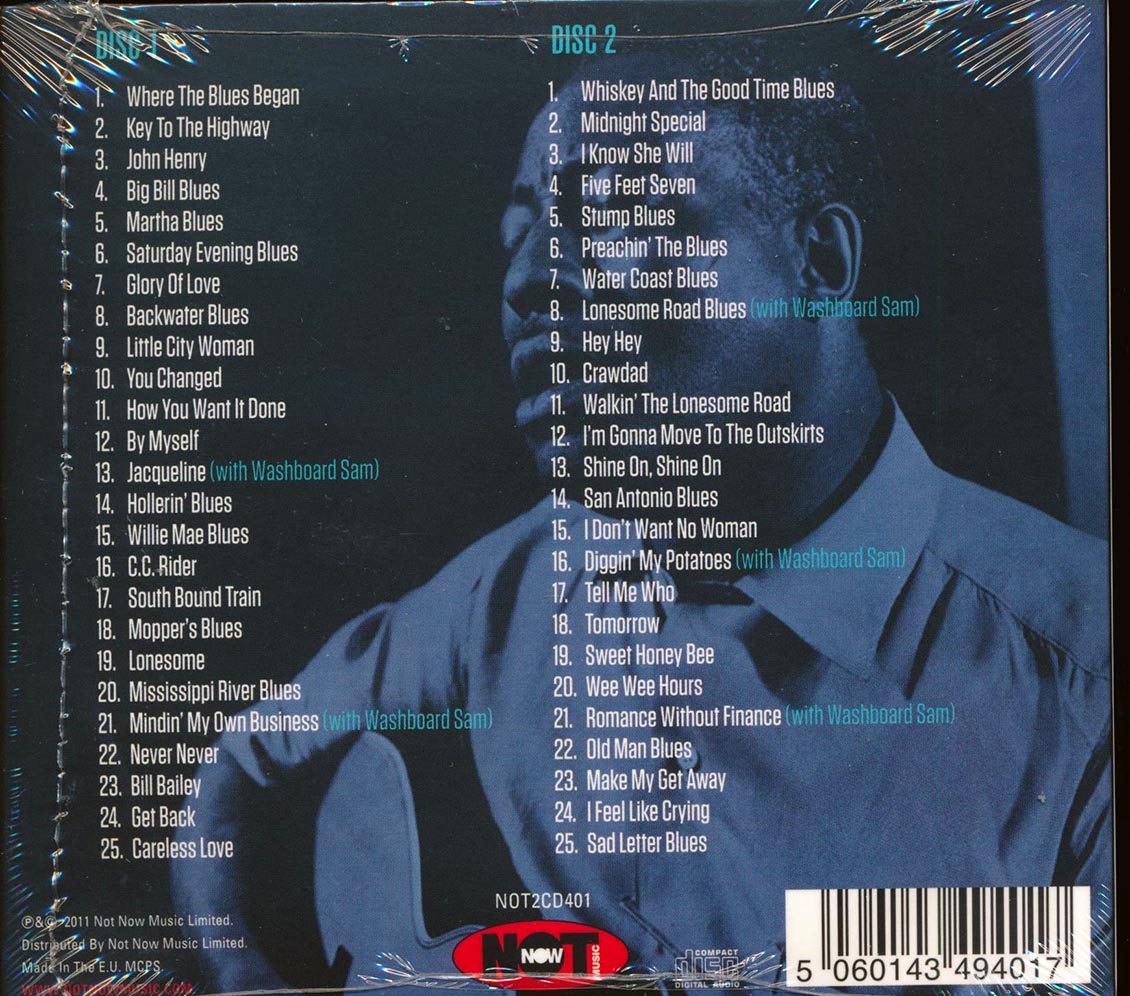 DISC 1
1. Where The Blues Began
2. Key To The Highway
3. John Henry
4. Big Bill Blues
5. Martha Blues
6. Saturday Evening Blues
7. Glory Of Love
8. Backwater Blues
9. Little City Woman
10. You Changed
11. How You Want It Done
12. By Myself
13. Jacqueline (with Washboard Sam)
14. Hollerin' Blues
15. Willie Mae Blues
16. C.C. Rider
17. South Bound Train
18. Mopper's Blues
19. Lonesome
20. Mississippi River Blues
21. Mindin' My Own Business (with Washboard Sam)
22. Never Never
23. Bill Bailey
24. Get Back
25. Careless Love
DISC 2
1. Whiskey And The Good Time Blues
2. Midnight Special
3. I Know She Will
4. Five Feet Seven
5. Stump Blues
6. Preachin' The Blues
7. Water Coast Blues
8. Lonesome Road Blues (with Washboard Sam)
9. Hey Hey
10. Crawdad
11. Walkin' The Lonesome Road
12. I'm Gonna Move To The Outskirts
13. Shine On, Shine On
14. San Antonio Blues
15. I Don't Want No Woman
16. Diggin' My Potatoes (with Washboard Sam)
17. Tell Me Who
18. Tomorrow
19. Sweet Honey Bee
20. Wee Wee Hours
21. Romance Without Finance (with Washboard Sam)
22. Old Man Blues
23. Make My Get Away
24. I Feel Like Crying
25. Sad Letter Blues
℗&© 2011 Not Now Music Limited.
Distributed By Not Now Music Limited.
Made In The E.U. MCPS.
WWW.NOTNOWMUSIC.COM
NOT2CD401
NOT NOW MUSIC
COMPACT
disc
DIGITAL AUDIO
5 060143 494017